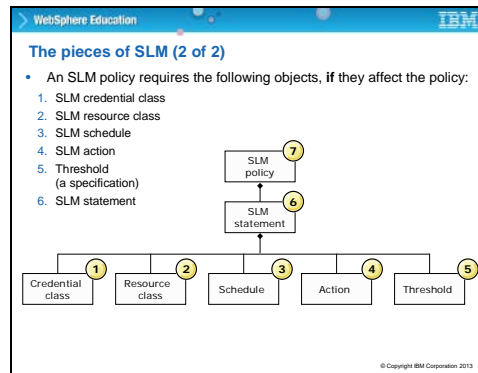 WebSphere Education
IBM
The pieces of SLM (2 of 2)
• An SLM policy requires the following objects, if they affect the policy:
1. SLM credential class
2. SLM resource class
3. SLM schedule
4. SLM action
5. Threshold
(a specification)
6. SLM statement
7
SLM
policy
6
SLM
statement
1
Credential
class
2
Resource
class
3
Schedule
4
Action
5
Threshold
© Copyright IBM Corporation 2013